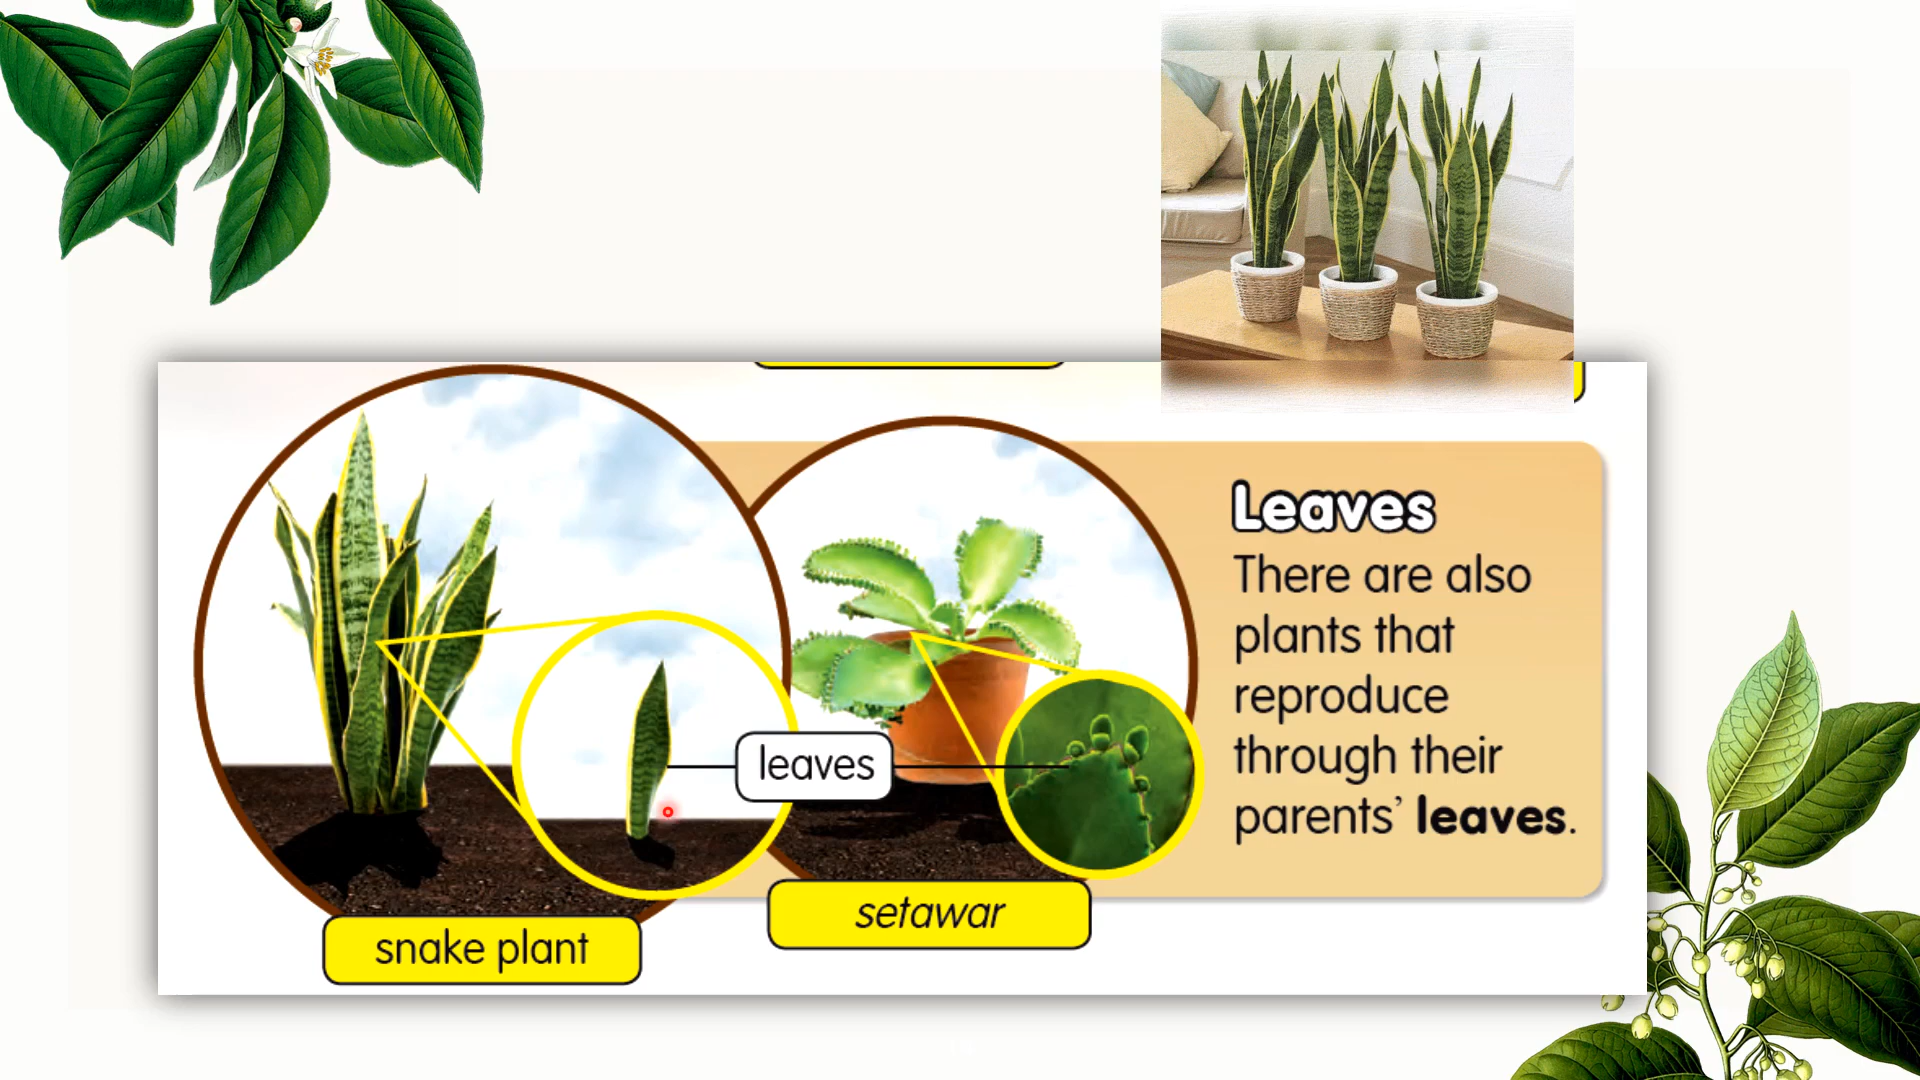 Leaves
There are also
plants that
reproduce
through their
parents' leaves.
leaves
setawar
snake plant